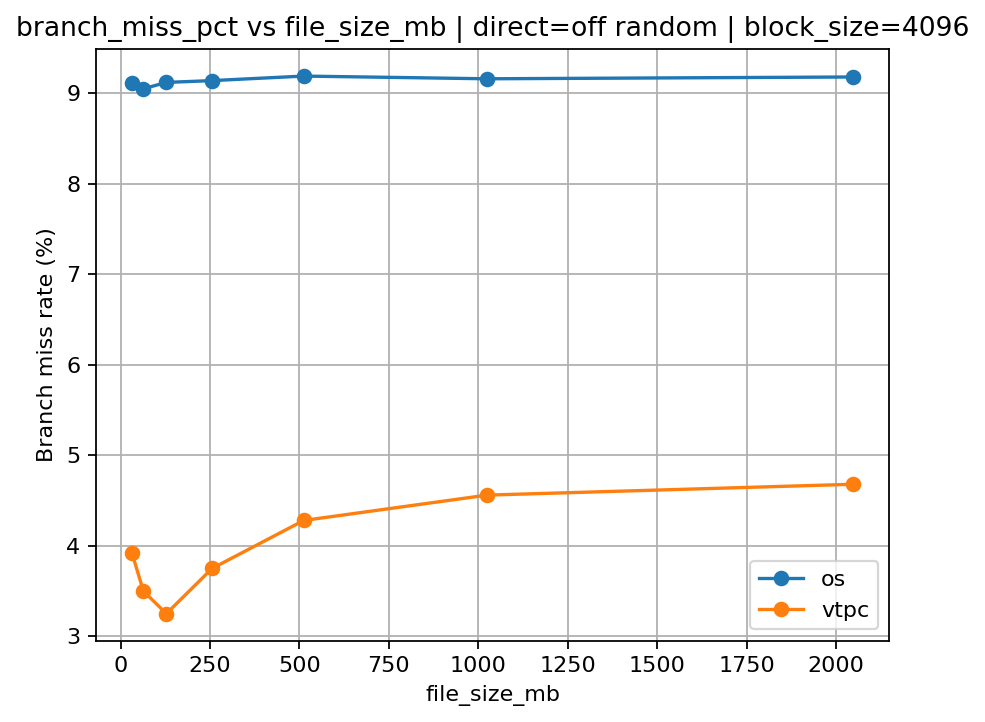 branch_miss_pct vs file_size_mb | direct=off random | block_size=4096
Branch miss rate (%)
9
8
7
6
5
4
3
0 250 500 750 1000 1250 1500 1750 2000
file_size_mb
os
vtpc